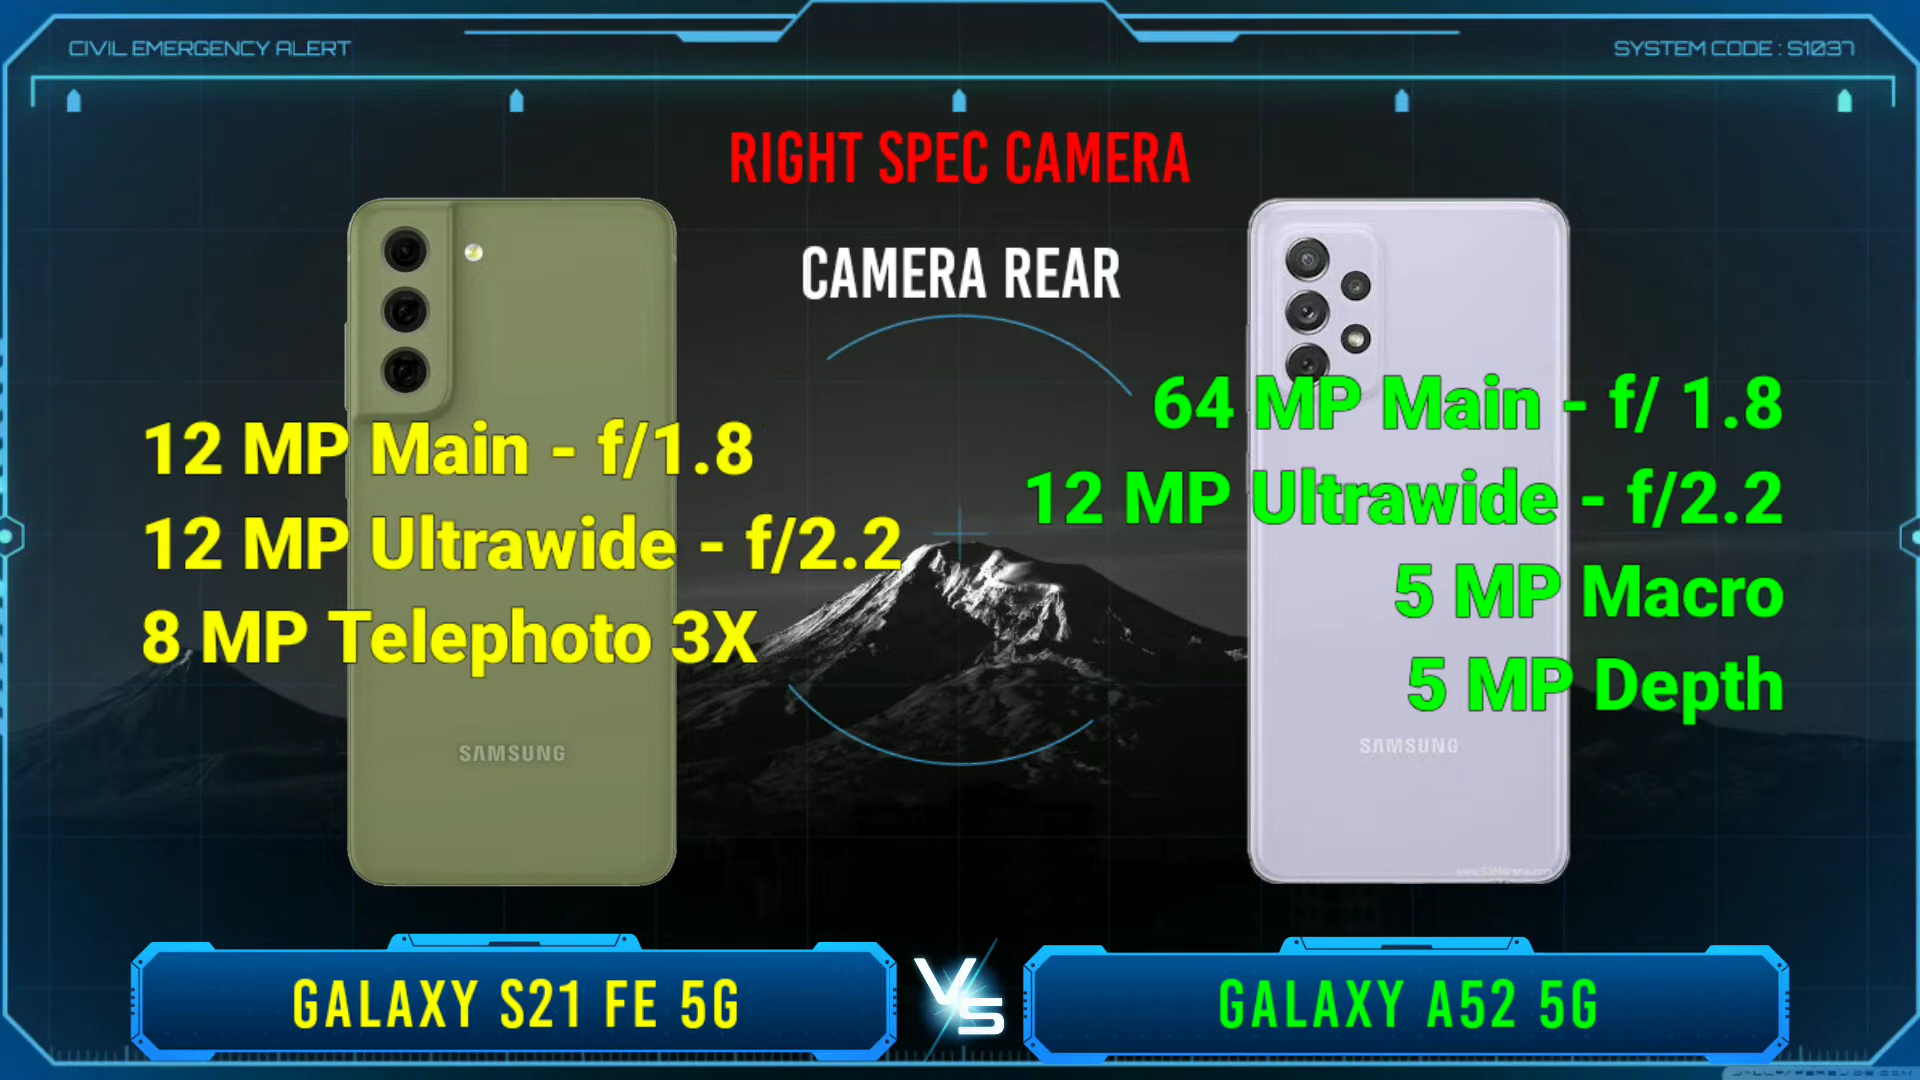 CIVIL EMERGENCY ALERT
SYSTEM CODE : S1037
RIGHT SPEC CAMERA
CAMERA REAR
12 MP Main - f/1.8
12 MP Ultrawide - f/2.2
8 MP Telephoto 3X
SAMSUNG
64 MP Main - f/ 1.8
12 MP Ultrawide - f/2.2
5 MP Macro
5 MP Depth
SAMSUNG
GALAXY S21 FE 5G
VS
GALAXY A52 5G